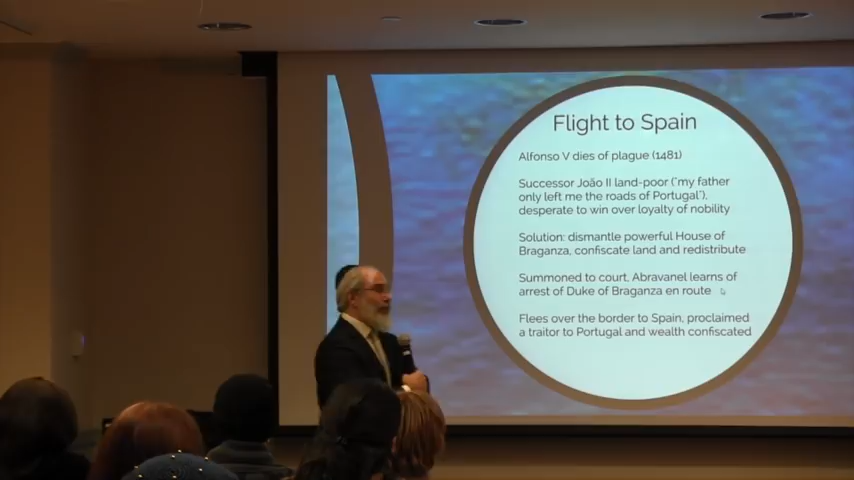 Flight to Spain
Alfonso V dies of plague (1481)
Successor João II land-poor ("my father
only left me the roads of Portugal"),
desperate to win over loyalty of nobility
Solution: dismantle powerful House of
Braganza, confiscate land and redistribute
Summoned to court, Abravanel learns of
arrest of Duke of Braganza en route
Flees over the border to Spain, proclaimed
a traitor to Portugal and wealth confiscated